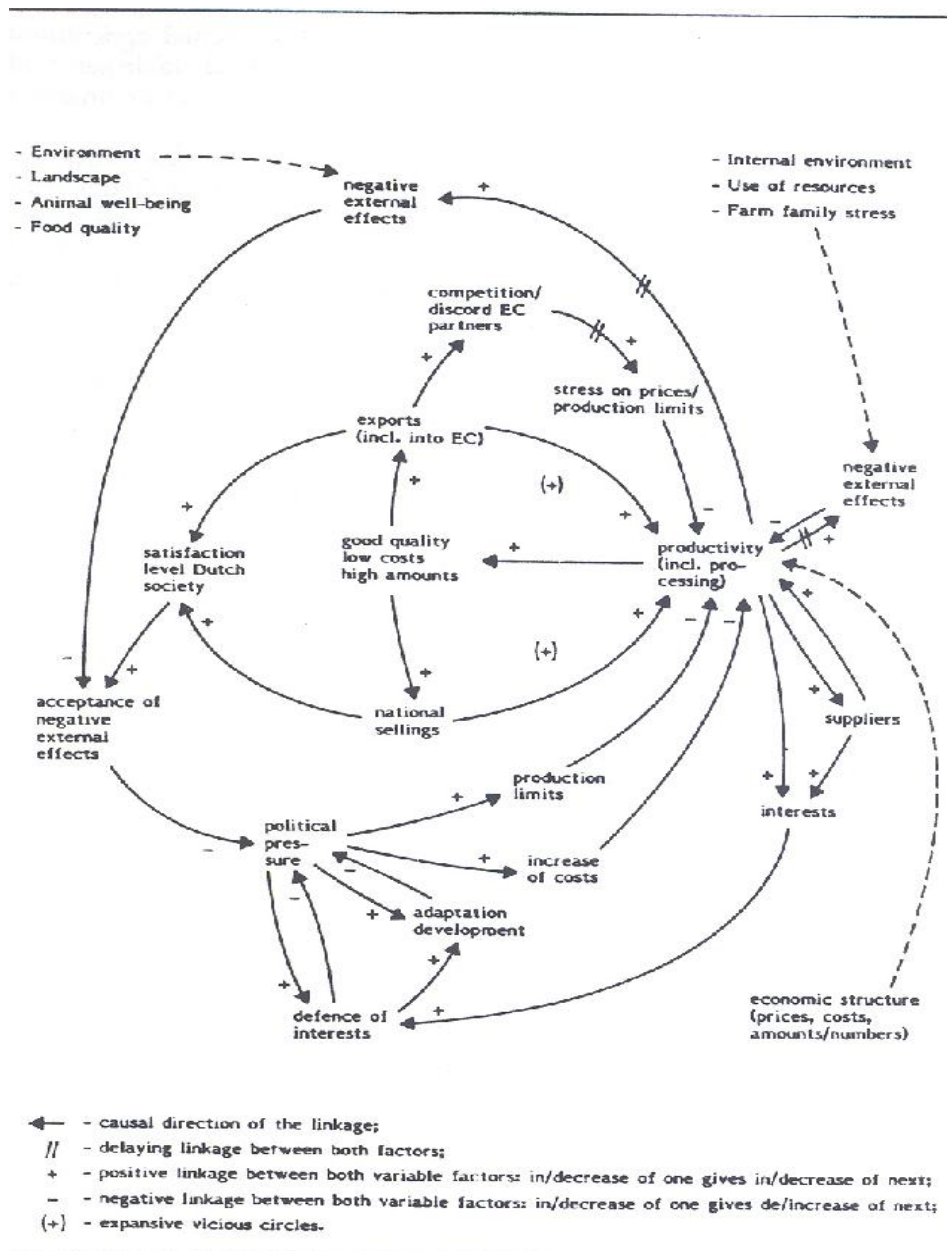 - Environment
- Landscape
- Animal well-being
- Food quality
negative
external
effects
+
- Internal environment
- Use of resources
- Farm family stress
//
competition/
discord EC
partners
//
+
+
stress on prices/
production limits
exports
(incl. into EC)
negative
external
effects
+
(+)
+
+
-
-
//
+
satisfaction
level Dutch
society
good quality
low costs
high amounts
+
productivity
(incl. pro-
cessing)
+
+
+
- -
(+)
-
+
+
+
acceptance of
negative
external
effects
national
sellings
suppliers
production
limits
+
+
+
interests
political
pres-
sure
-
+
increase
of costs
-
-
+
adaptation
development
+
+
+
defence of
interests
economic structure
(prices, costs,
amounts/numbers)
- causal direction of the linkage;
// - delaying linkage between both factors;
+ - positive linkage between both variable factors: in/decrease of one gives in/decrease of next;
- - negative linkage between both variable factors: in/decrease of one gives de/increase of next;
(+) - expansive vicious circles.